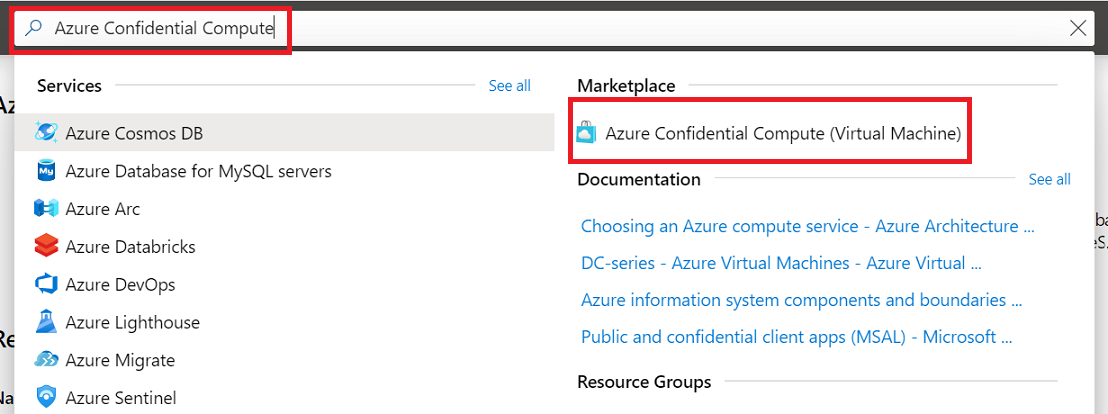 Azure Confidential Compute
Services
See all
Azure Cosmos DB
Azure Database for MySQL servers
Azure Arc
Azure Databricks
Azure DevOps
Azure Lighthouse
Azure Migrate
Azure Sentinel
Marketplace
Azure Confidential Compute (Virtual Machine)
Documentation
See all
Choosing an Azure compute service - Azure Architecture ...
DC-series - Azure Virtual Machines - Azure Virtual ...
Azure information system components and boundaries ...
Public and confidential client apps (MSAL) - Microsoft ...
Resource Groups